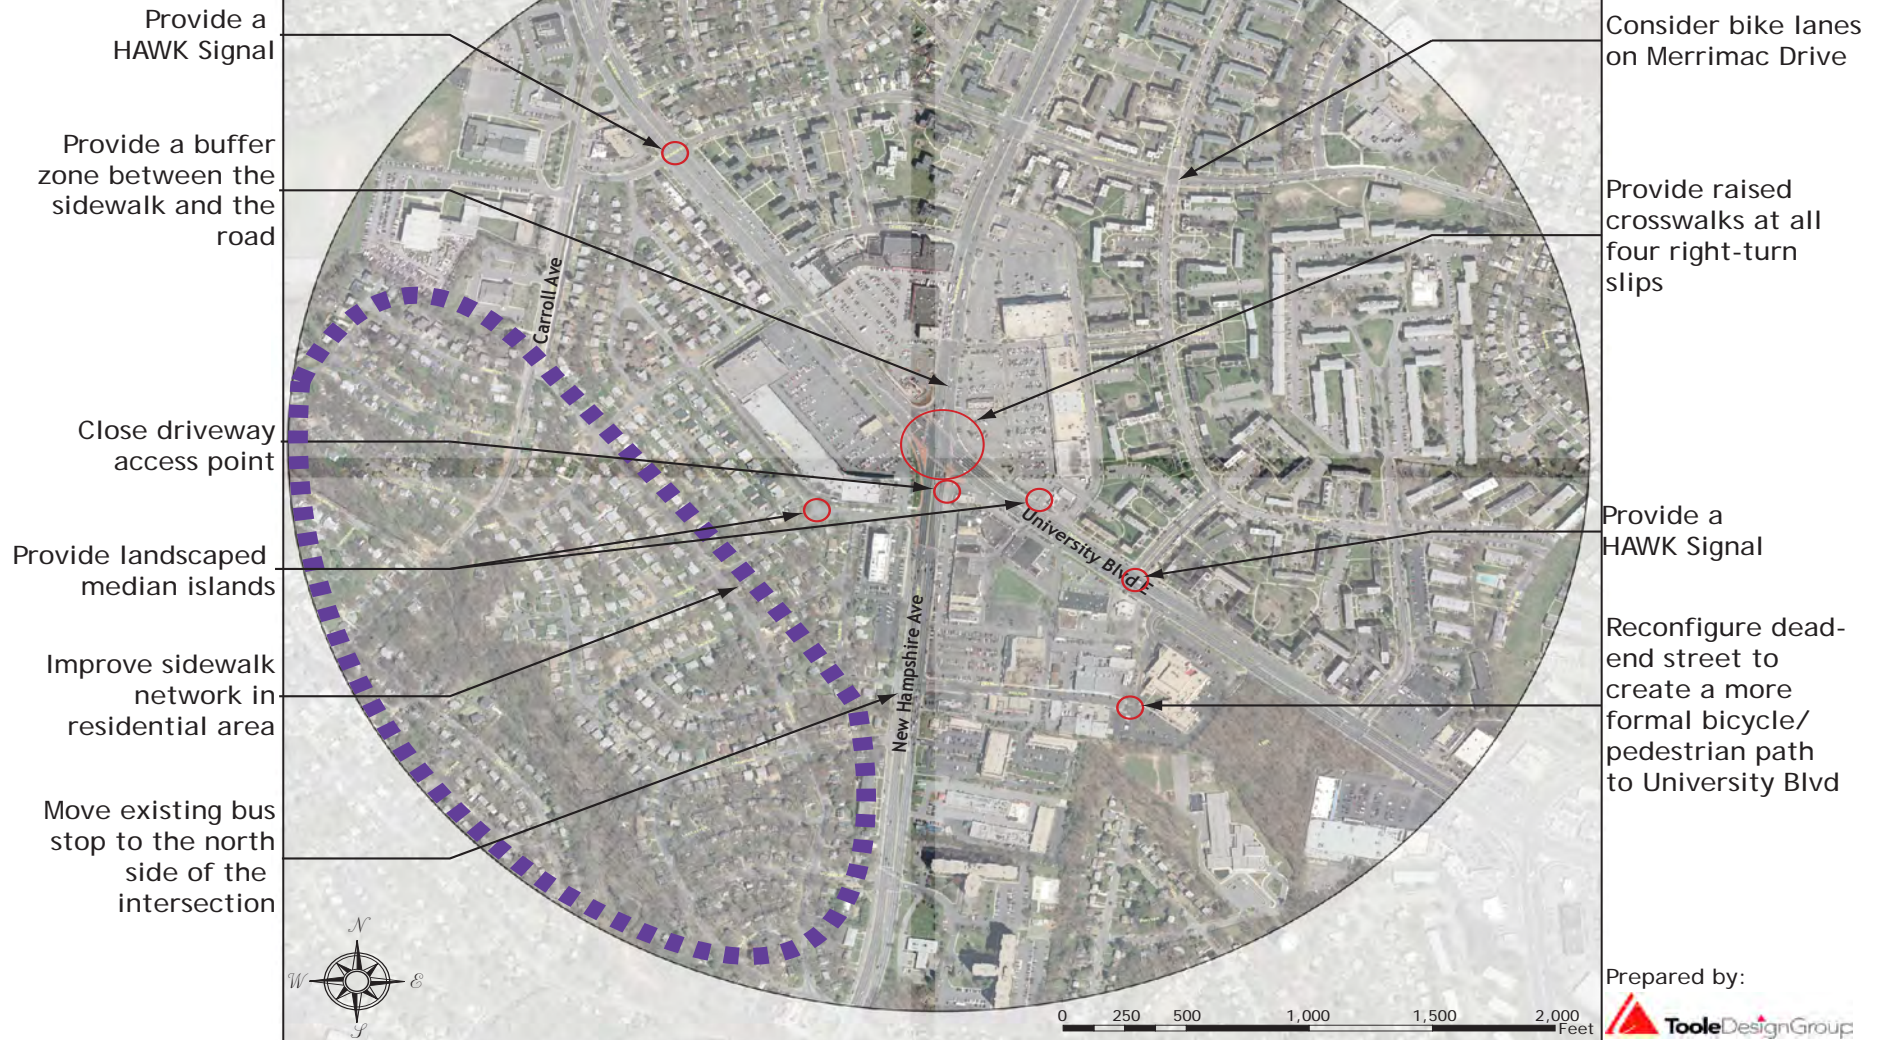 Provide a
HAWK Signal
Provide a buffer
zone between the
sidewalk and the
road
Close driveway
access point
Provide landscaped
median islands
Improve sidewalk
network in
residential area
Move existing bus
stop to the north
side of the
intersection
Carroll Ave
University Blvd E
New Hampshire Ave
N
W
E
S
0 250 500 1,000 1,500 2,000
Feet
Consider bike lanes
on Merrimac Drive
Provide raised
crosswalks at all
four right-turn
slips
Provide a
HAWK Signal
Reconfigure dead-
end street to
create a more
formal bicycle/
pedestrian path
to University Blvd
Prepared by:
TooleDesignGroup